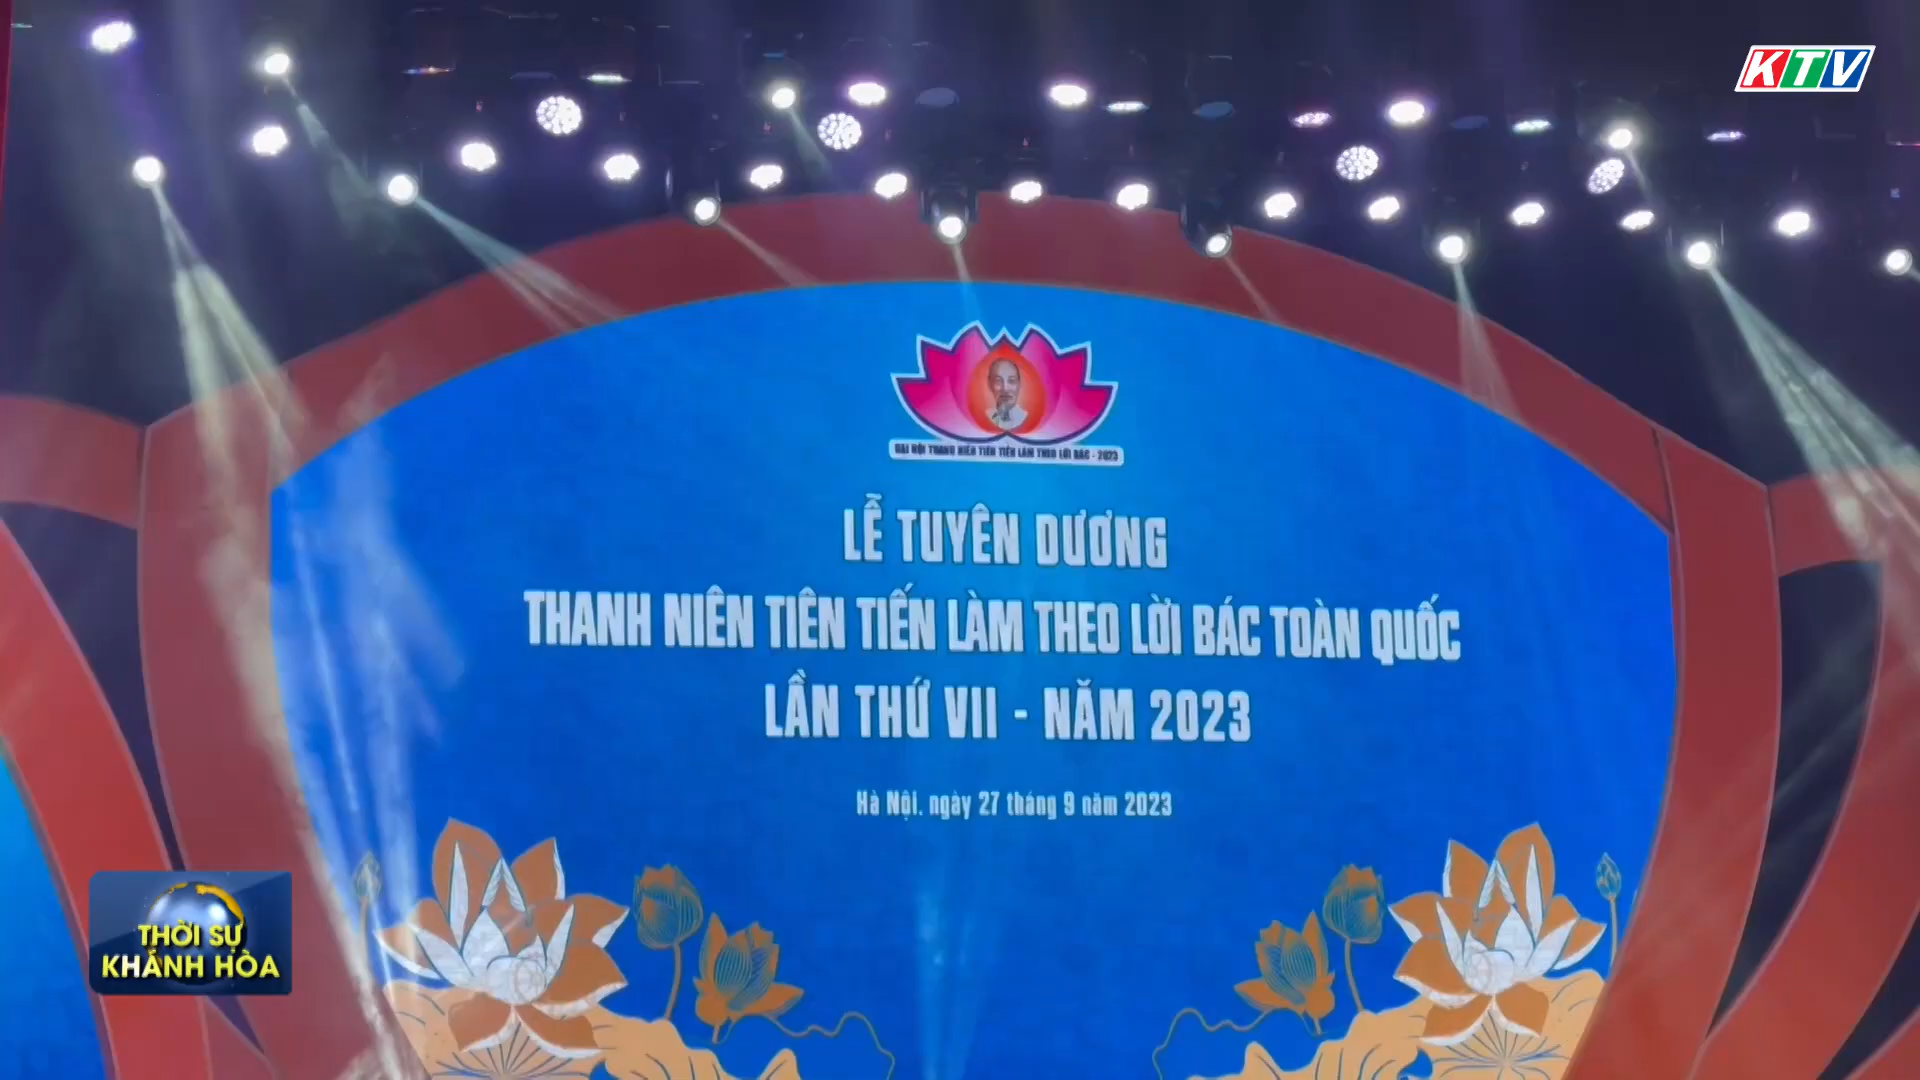 KTV
ĐẠI HỘI THANH NIÊN TIÊN TIẾN LÀM THEO LỜI BÁC - 2023
LỄ TUYÊN DƯƠNG
THANH NIÊN TIÊN TIẾN LÀM THEO LỜI BÁC TOÀN QUỐC
LẦN THỨ VII - NĂM 2023
Hà Nội, ngày 27 tháng 9 năm 2023
THỜI SỰ
KHÁNH HÒA